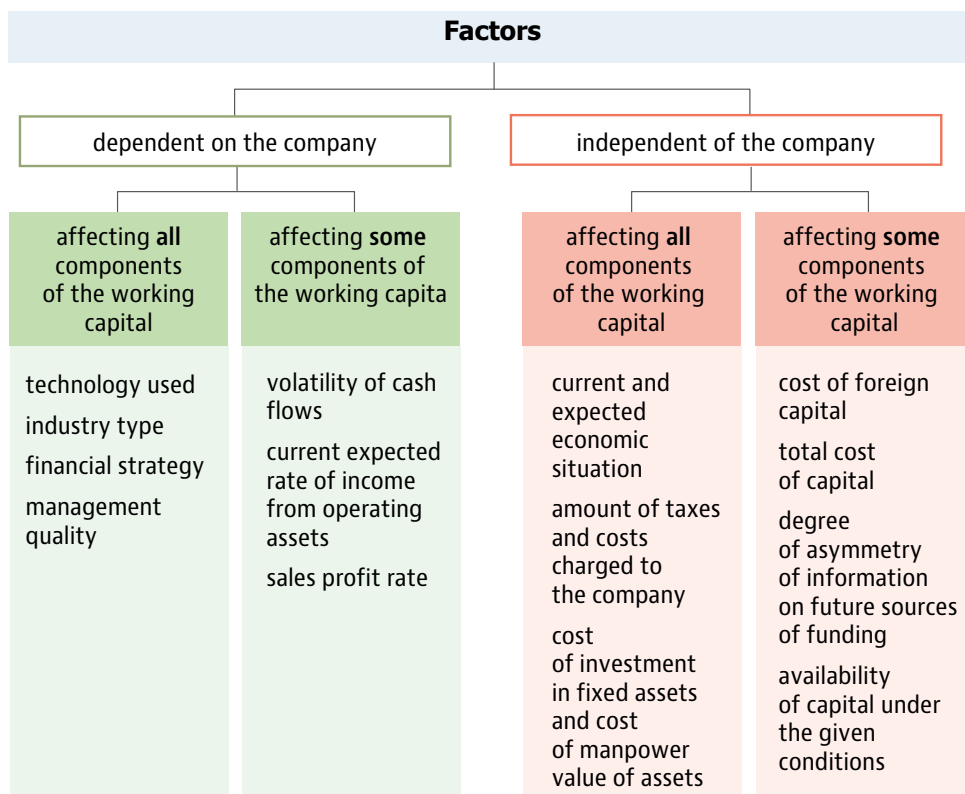 Factors
dependent on the company
independent of the company
affecting all
components
of the working
capital
affecting some
components of
the working capita
affecting all
components
of the working
capital
affecting some
components
of the working
capital
technology used
industry type
financial strategy
management
quality
volatility of cash
flows
current expected
rate of income
from operating
assets
sales profit rate
current and
expected
economic
situation
amount of taxes
and costs
charged to
the company
cost
of investment
in fixed assets
and cost
of manpower
value of assets
cost of foreign
capital
total cost
of capital
degree
of asymmetry
of information
on future sources
of funding
availability
of capital under
the given
conditions